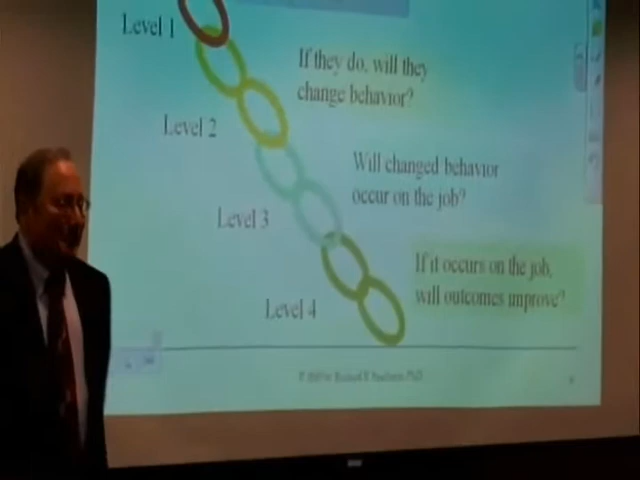 Level 1
If they do, will they
change behavior?
Level 2
Will changed behavior
occur on the job?
Level 3
If it occurs on the job,
will outcomes improve?
Level 4